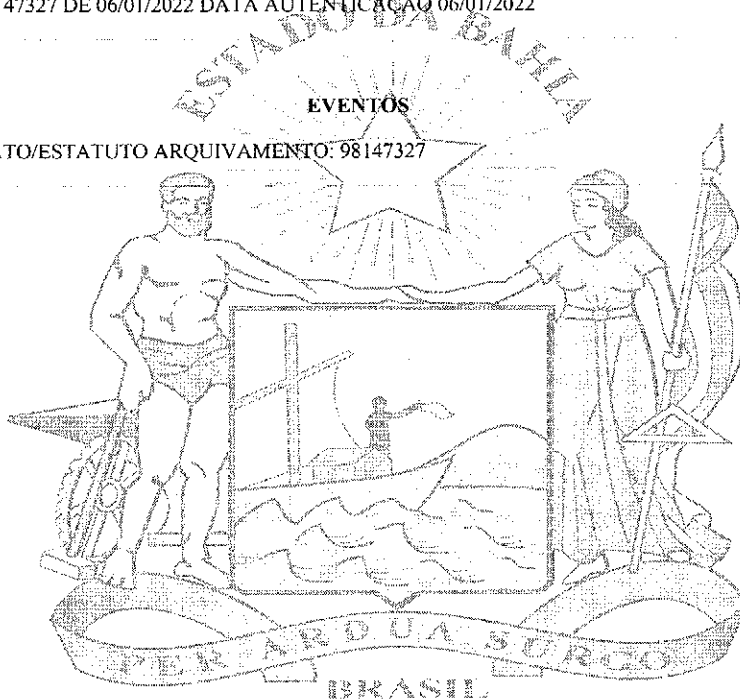 47327 DE 06/01/2022 DATA AUTENTICAÇÃO 06/01/2022
ESTADO DA BAHIA
EVENTOS
ATO/ESTATUTO ARQUIVAMENTO: 98147327
PER ARDUA SURGO
BRASIL